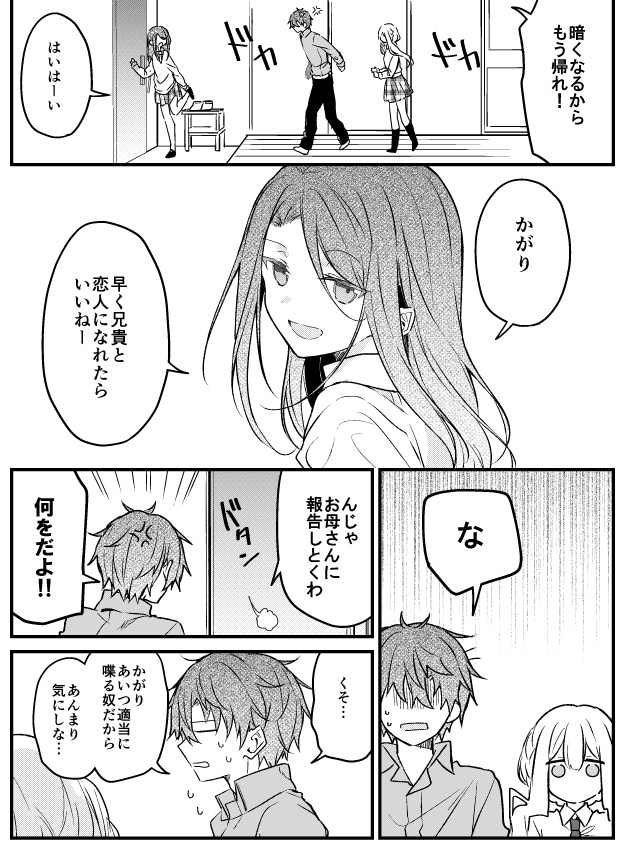 暗くなるから
もう帰れ!
ドカ
ドカ
はいはーい
かがり
早く兄貴と
恋人になれたら
いいねー
な
んじゃ
お母さんに
報告しとくわ
ドタン
何をだよ!!
くそ…
かがり
あいつ適当に
喋る奴だから
あんまり
気にしな…